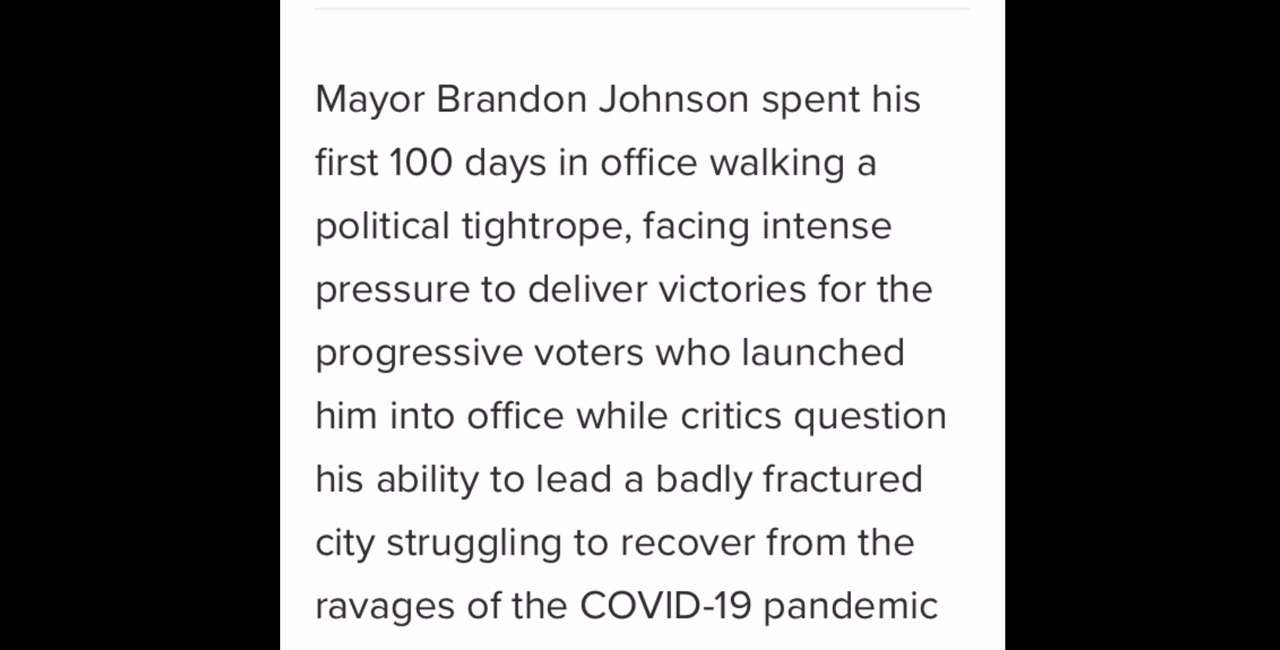 Mayor Brandon Johnson spent his
first 100 days in office walking a
political tightrope, facing intense
pressure to deliver victories for the
progressive voters who launched
him into office while critics question
his ability to lead a badly fractured
city struggling to recover from the
ravages of the COVID-19 pandemic